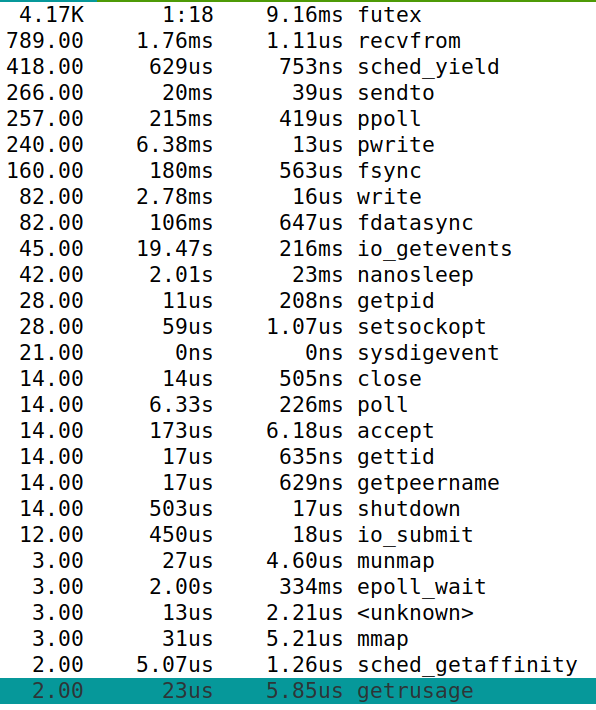 4.17K 1:18 9.16ms futex
789.00 1.76ms 1.11us recvfrom
418.00 629us 753ns sched_yield
266.00 20ms 39us sendto
257.00 215ms 419us ppoll
240.00 6.38ms 13us pwrite
160.00 180ms 563us fsync
82.00 2.78ms 16us write
82.00 106ms 647us fdatasync
45.00 19.47s 216ms io_getevents
42.00 2.01s 23ms nanosleep
28.00 11us 208ns getpid
28.00 59us 1.07us setsockopt
21.00 0ns 0ns sysdigevent
14.00 14us 505ns close
14.00 6.33s 226ms poll
14.00 173us 6.18us accept
14.00 17us 635ns gettid
14.00 17us 629ns getpeername
14.00 503us 17us shutdown
12.00 450us 18us io_submit
3.00 27us 4.60us munmap
3.00 2.00s 334ms epoll_wait
3.00 13us 2.21us <unknown>
3.00 31us 5.21us mmap
2.00 5.07us 1.26us sched_getaffinity
2.00 23us 5.85us getrusage